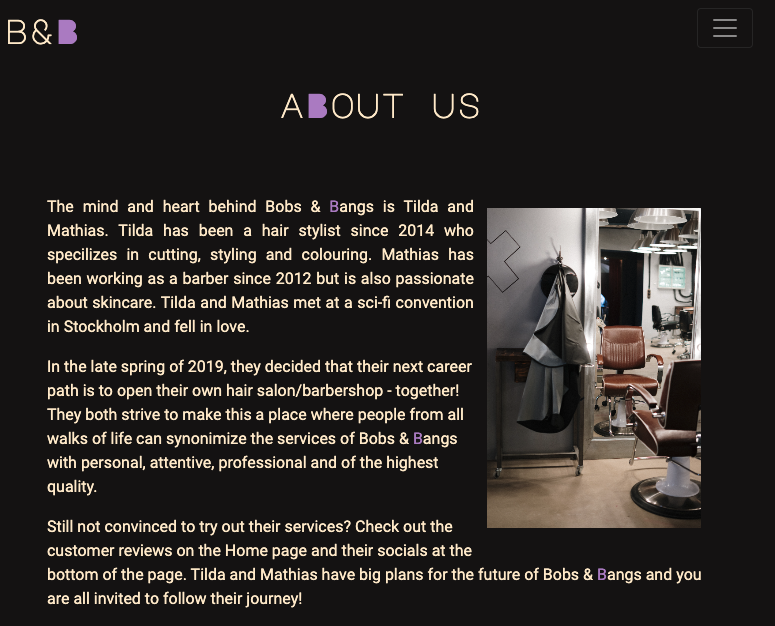 B&B
ABOUT US
The mind and heart behind Bobs & Bangs is Tilda and
Mathias. Tilda has been a hair stylist since 2014 who
specilizes in cutting, styling and colouring. Mathias has
been working as a barber since 2012 but is also passionate
about skincare. Tilda and Mathias met at a sci-fi convention
in Stockholm and fell in love.
In the late spring of 2019, they decided that their next career
path is to open their own hair salon/barbershop - together!
They both strive to make this a place where people from all
walks of life can synonimize the services of Bobs & Bangs
with personal, attentive, professional and of the highest
quality.
Still not convinced to try out their services? Check out the
customer reviews on the Home page and their socials at the
bottom of the page. Tilda and Mathias have big plans for the future of Bobs & Bangs and you
are all invited to follow their journey!